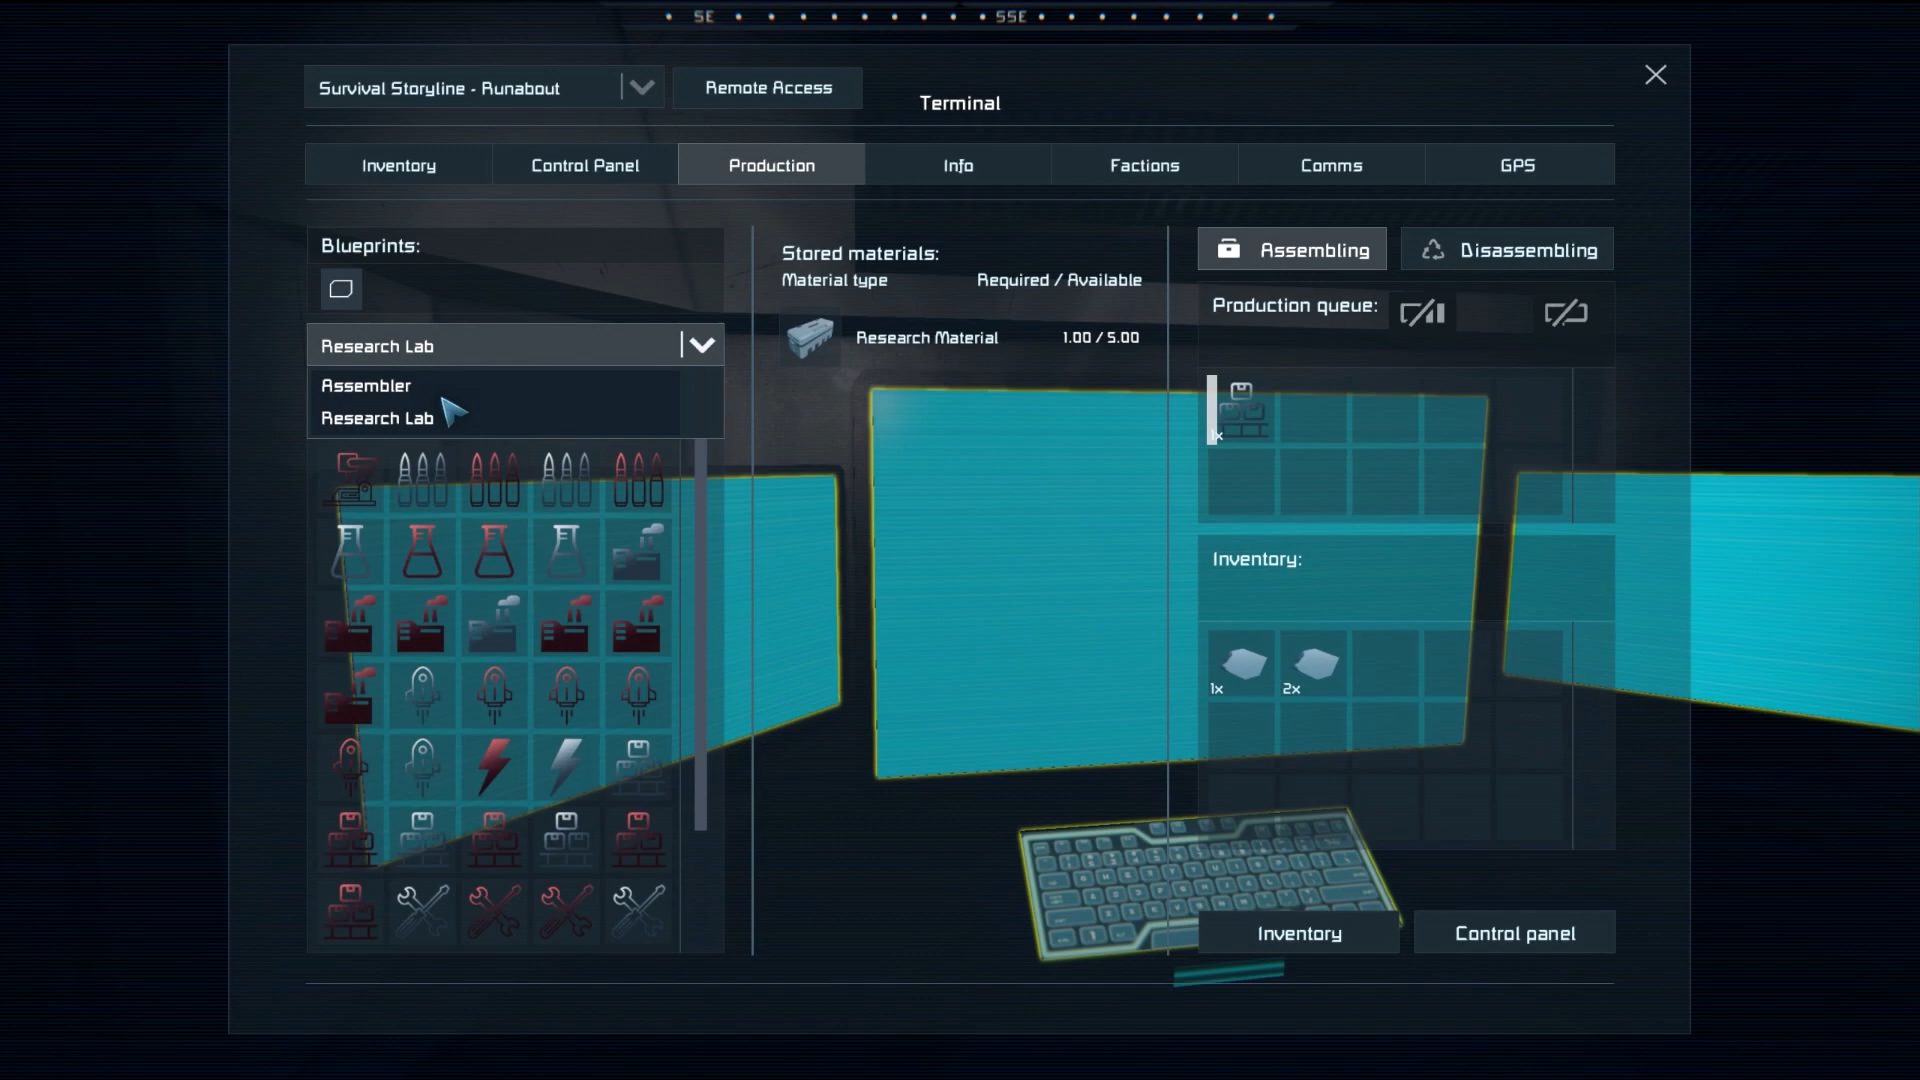 SE
SSE
Survival Storyline - Runabout
Remote Access
Terminal
Inventory
Control Panel
Production
Info
Factions
Comms
GPS
Blueprints:
Research Lab
Assembler
Research Lab
Stored materials:
Material type
Required / Available
Research Material
1.00 / 5.00
Assembling
Disassembling
Production queue:
1x
Inventory:
1x
2x
Inventory
Control panel